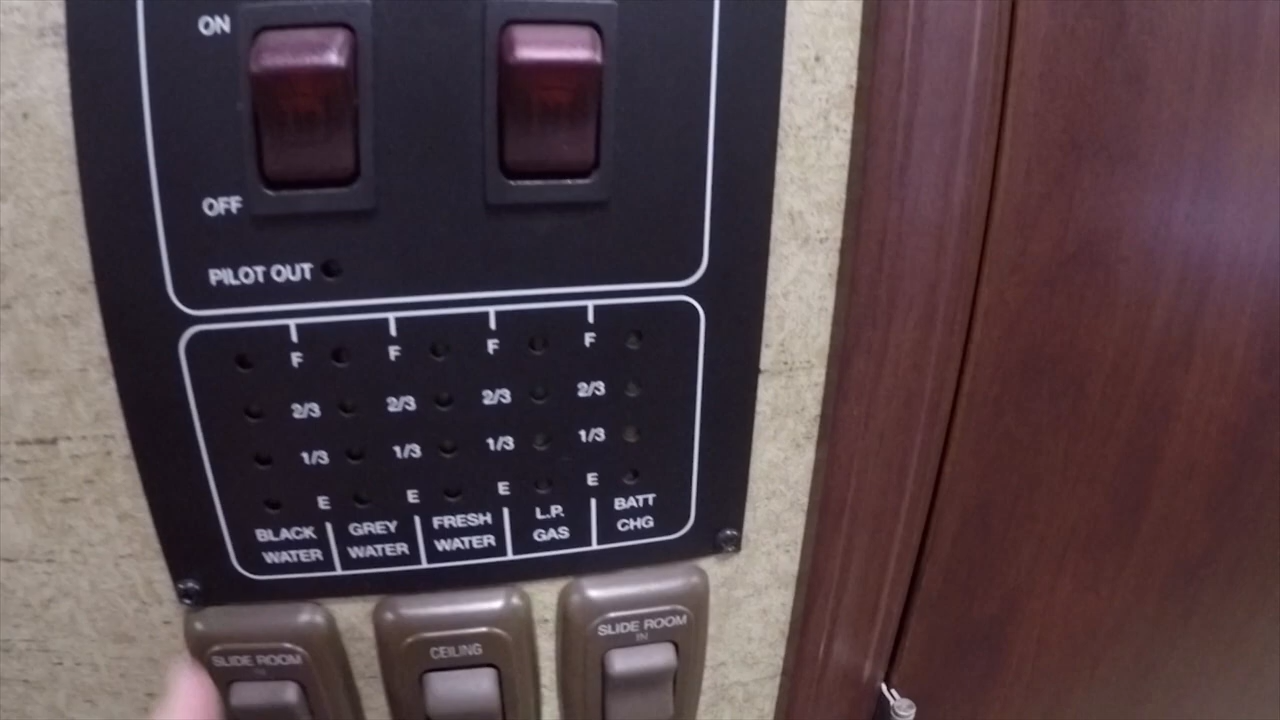 ON
OFF
PILOT OUT
F F F F
2/3 2/3 2/3 2/3
1/3 1/3 1/3 1/3
E E E E
BLACK WATER
GREY WATER
FRESH WATER
L.P. GAS
BATT CHG
SLIDE ROOM
IN
CEILING
SLIDE ROOM
IN